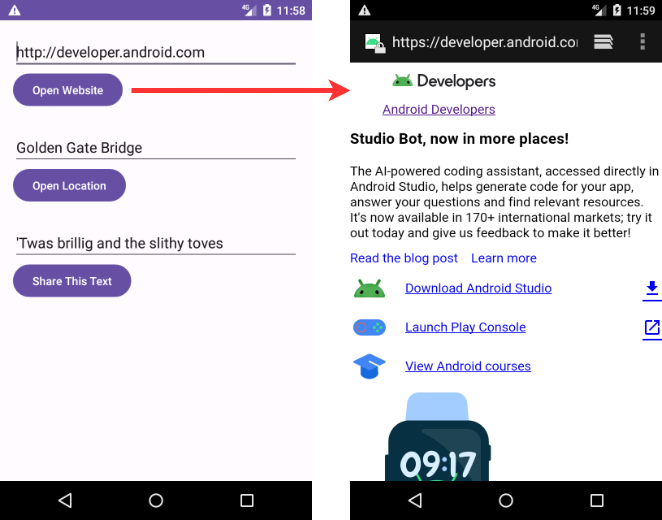 4G 11:58
http://developer.android.com
Open Website
Golden Gate Bridge
Open Location
'Twas brillig and the slithy toves
Share This Text
4G 11:59
https://developer.android.co
Developers
Android Developers
Studio Bot, now in more places!
The AI-powered coding assistant, accessed directly in
Android Studio, helps generate code for your app,
answer your questions and find relevant resources.
It's now available in 170+ international markets; try it
out today and give us feedback to make it better!
Read the blog post Learn more
Download Android Studio
Launch Play Console
View Android courses
09:17